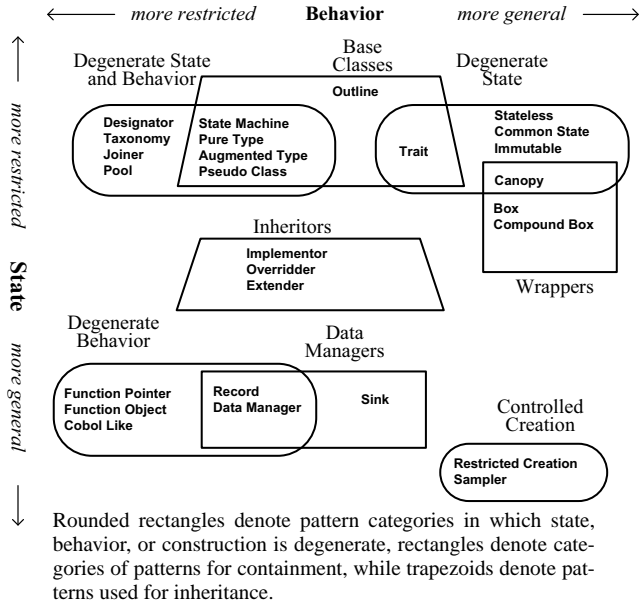 more restricted Behavior more general
Degenerate State
and Behavior
Base
Classes
Degenerate
State
more restricted
State
more general
Outline
Designator
Taxonomy
Joiner
Pool
State Machine
Pure Type
Augmented Type
Pseudo Class
Trait
Stateless
Common State
Immutable
Canopy
Box
Compound Box
Wrappers
Inheritors
Implementor
Overridder
Extender
Degenerate
Behavior
Data
Managers
Function Pointer
Function Object
Cobol Like
Record
Data Manager
Sink
Controlled
Creation
Restricted Creation
Sampler
Rounded rectangles denote pattern categories in which state,
behavior, or construction is degenerate, rectangles denote cate-
gories of patterns for containment, while trapezoids denote pat-
terns used for inheritance.